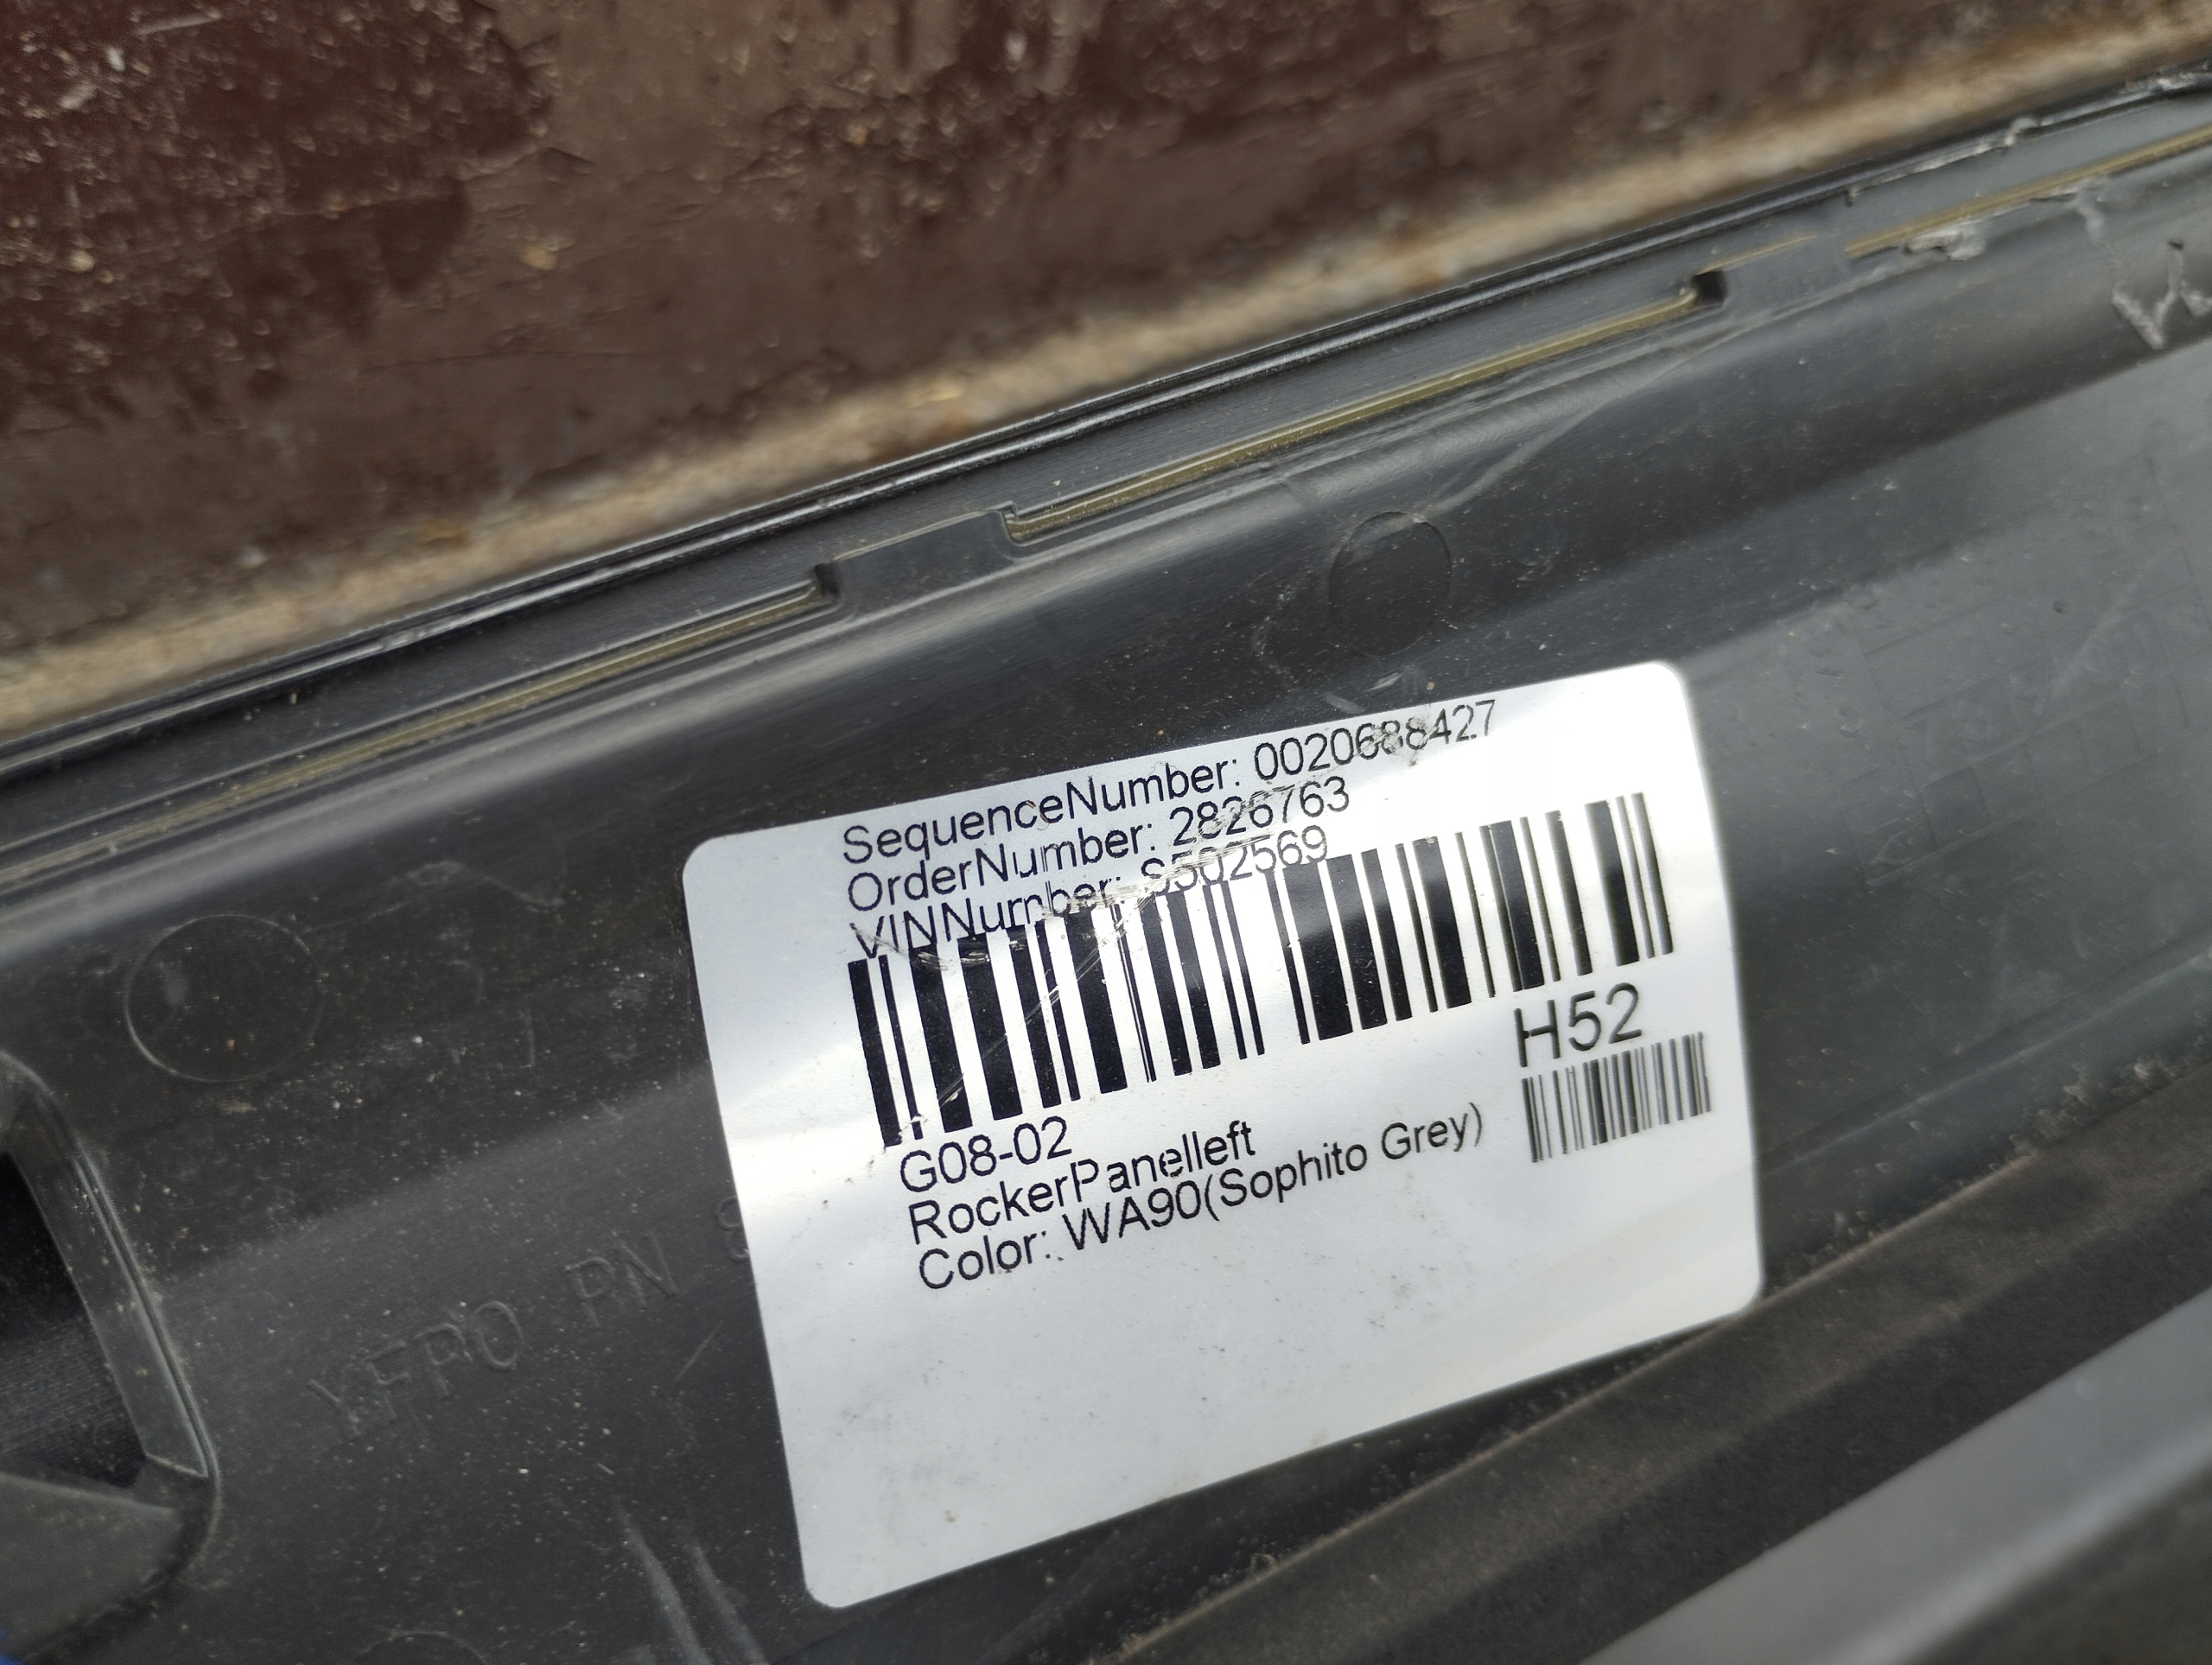 SequenceNumber: 0020688427
OrderNumber: 2826763
VINNumber: S502569
H52
G08-02
RockerPanelleft
Color: WA90(Sophito Grey)
YFPO PN